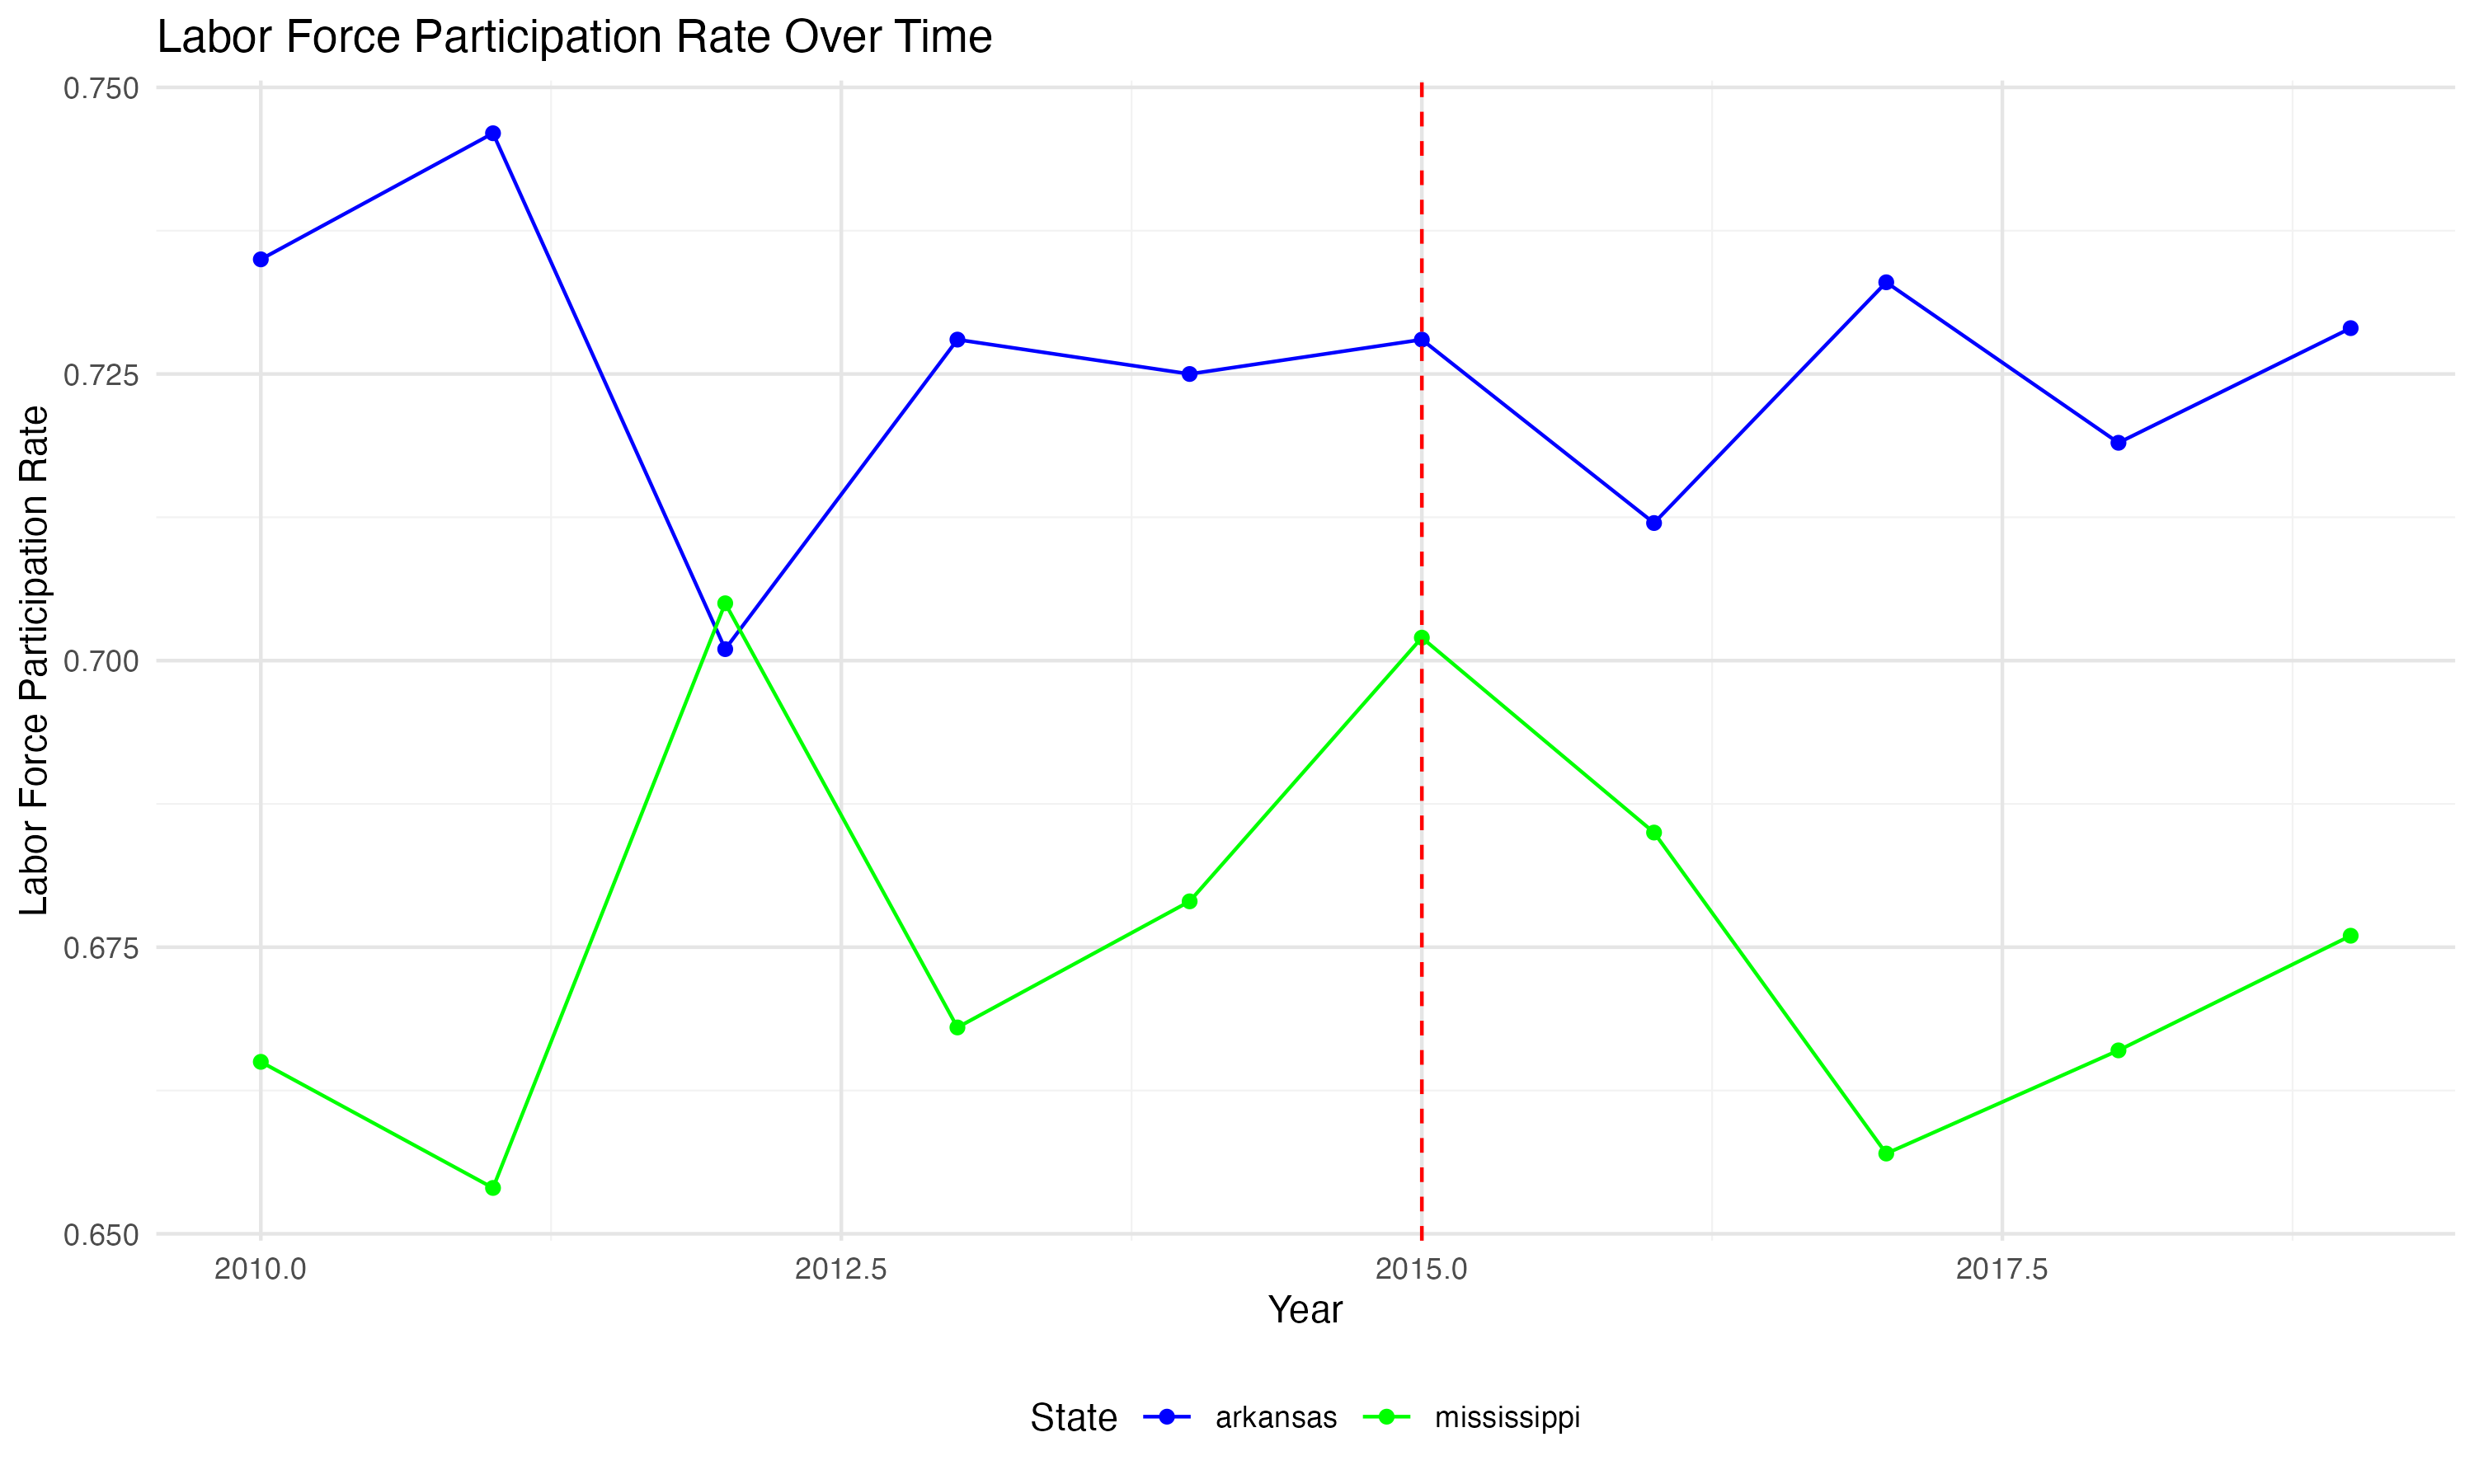 Labor Force Participation Rate Over Time
0.750
0.725
0.700
0.675
0.650
Labor Force Participation Rate
2010.0 2012.5 2015.0 2017.5
Year
State arkansas mississippi